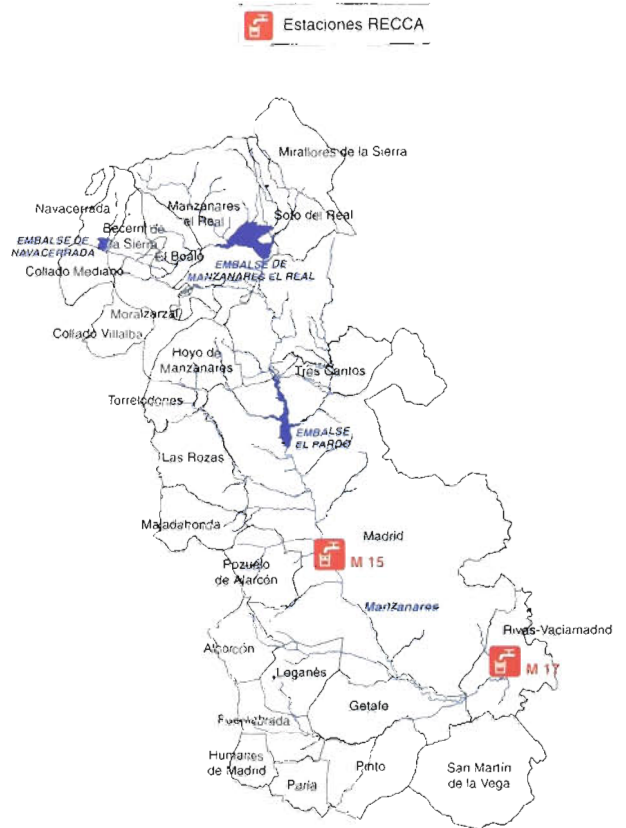 Estaciones RECCA
Miraflores de la Sierra
Navacerrada
Manzanares
el Real
Soto del Real
Becerril de
la Sierra
EMBALSE DE
NAVACERRADA
El Boalo
EMBALSE DE
MANZANARES EL REAL
Collado Mediano
Moralzarzal
Collado Villalba
Hoyo de
Manzanares
Tres Cantos
Torrelodones
EMBALSE
EL PARDO
Las Rozas
Majadahonda
Madrid
M 15
Pozuelo
de Alarcón
Manzanares
Rivas-Vaciamadrid
Alcorcón
M 17
Leganés
Getafe
Fuenlabrada
Humanes
de Madrid
Parla
Pinto
San Martín
de la Vega